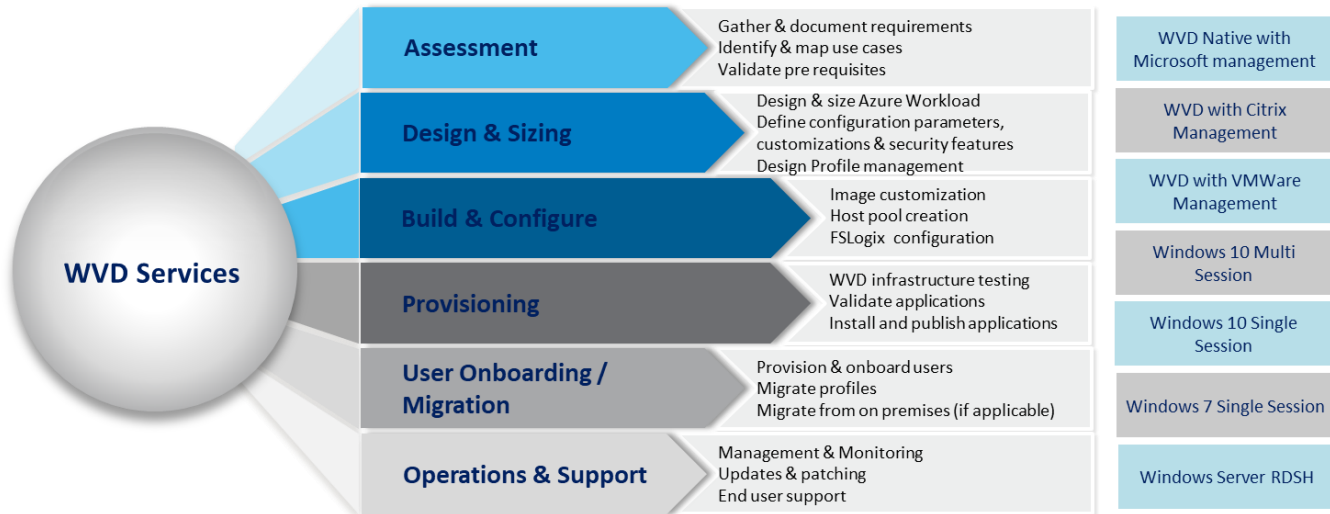 WVD Services
Assessment
Gather & document requirements
Identify & map use cases
Validate pre requisites
Design & Sizing
Design & size Azure Workload
Define configuration parameters,
customizations & security features
Design Profile management
Build & Configure
Image customization
Host pool creation
FSLogix configuration
Provisioning
WVD infrastructure testing
Validate applications
Install and publish applications
User Onboarding /
Migration
Provision & onboard users
Migrate profiles
Migrate from on premises (if applicable)
Operations & Support
Management & Monitoring
Updates & patching
End user support
WVD Native with
Microsoft management
WVD with Citrix
Management
WVD with VMWare
Management
Windows 10 Multi
Session
Windows 10 Single
Session
Windows 7 Single Session
Windows Server RDSH